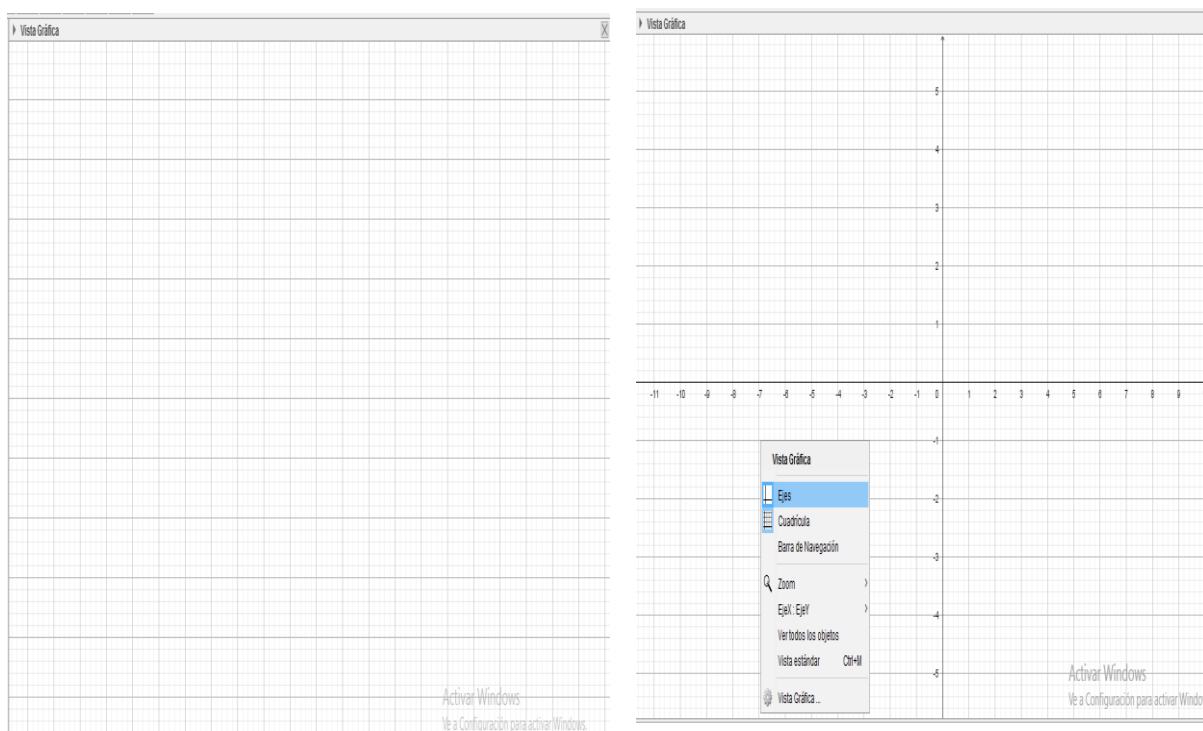 Vista Gráfica
Activar Windows
Ve a Configuración para activar Windows.
Vista Gráfica
5
4
3
2
1
-11 -10 -9 -8 -7 -6 -5 -4 -3 -2 -1 0 1 2 3 4 5 6 7 8 9
-1
Vista Gráfica
Ejes
-2
Cuadrícula
Barra de Navegación
-3
Zoom
EjeX : EjeY
-4
Ver todos los objetos
Vista estándar Ctrl+M
-5
Vista Gráfica ...
Activar Windows
Ve a Configuración para activar Windo